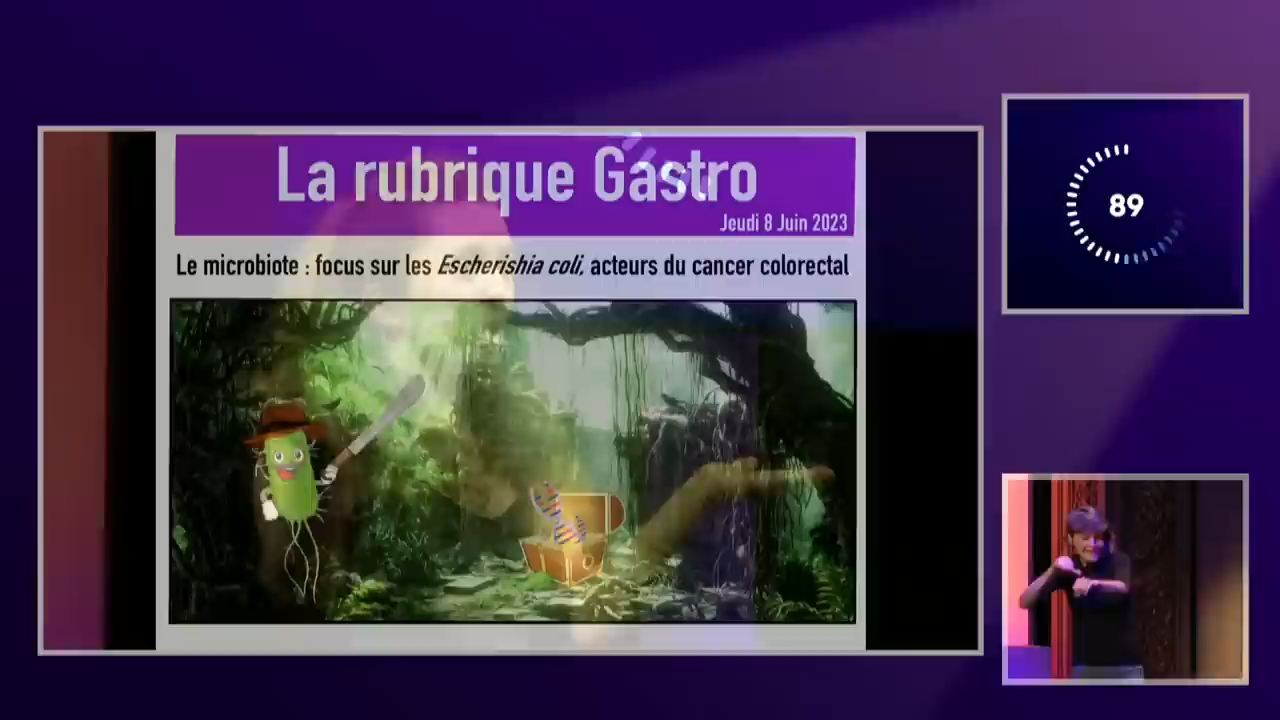 La rubrique Gastro
Jeudi 8 Juin 2023
Le microbiote : focus sur les Escherishia coli, acteurs du cancer colorectal
89